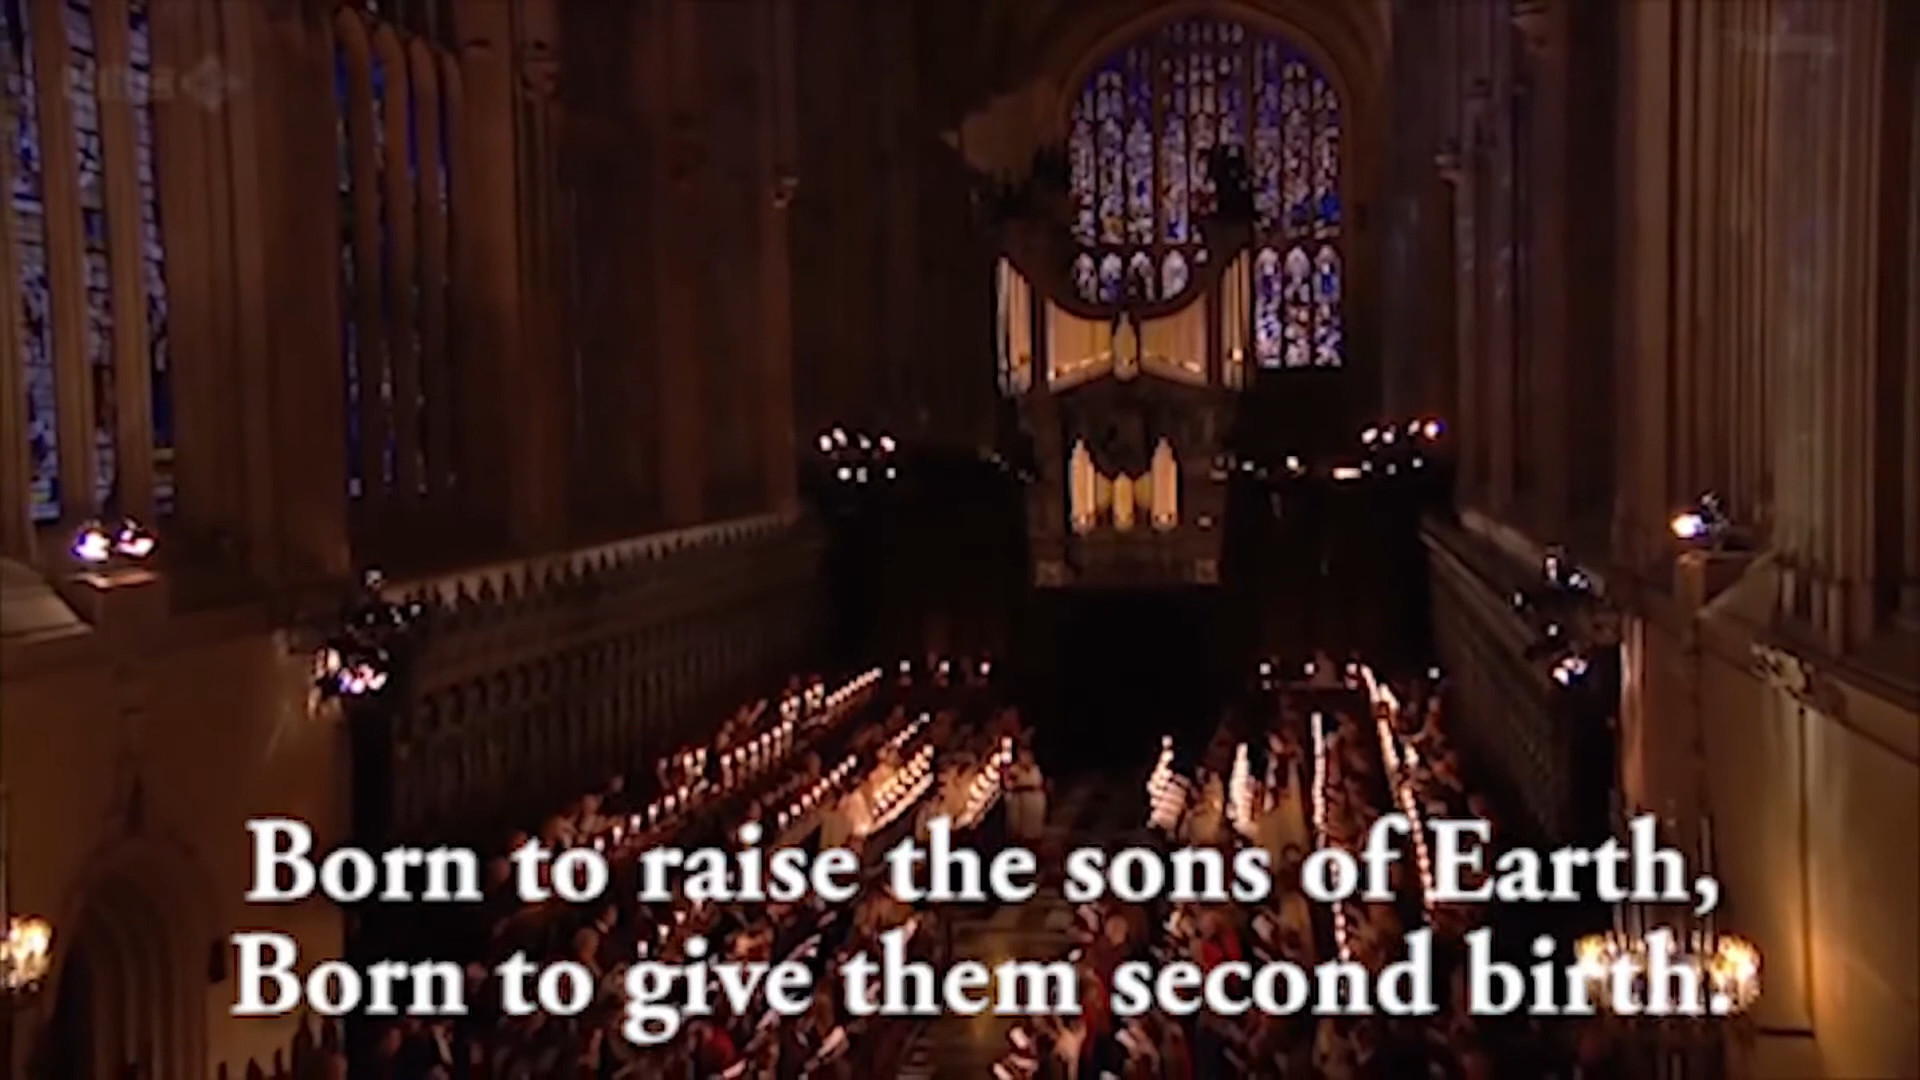 Born to raise the sons of Earth,
Born to give them second birth.